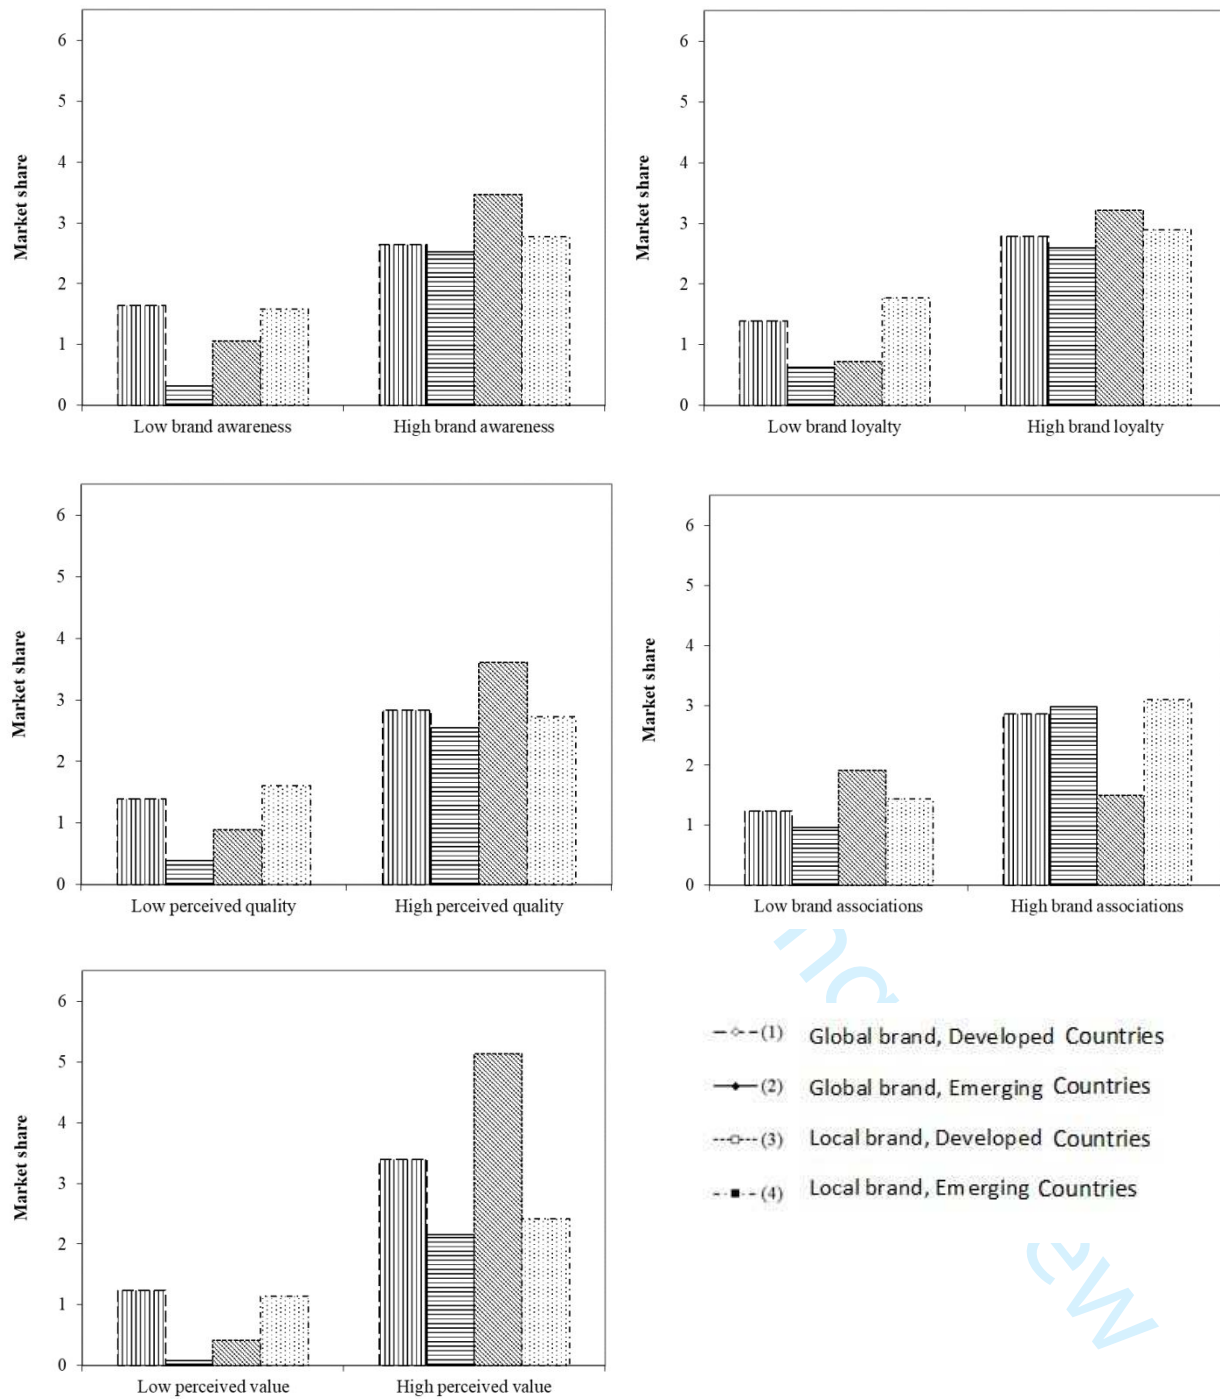 6
5
4
3
2
1
0
Market share
Low brand awareness High brand awareness
6
5
4
3
2
1
0
Market share
Low brand loyalty High brand loyalty
6
5
4
3
2
1
0
Market share
Low perceived quality High perceived quality
6
5
4
3
2
1
0
Market share
Low brand associations High brand associations
6
5
4
3
2
1
0
Market share
Low perceived value High perceived value
(1) Global brand, Developed Countries
(2) Global brand, Emerging Countries
(3) Local brand, Developed Countries
(4) Local brand, Emerging Countries